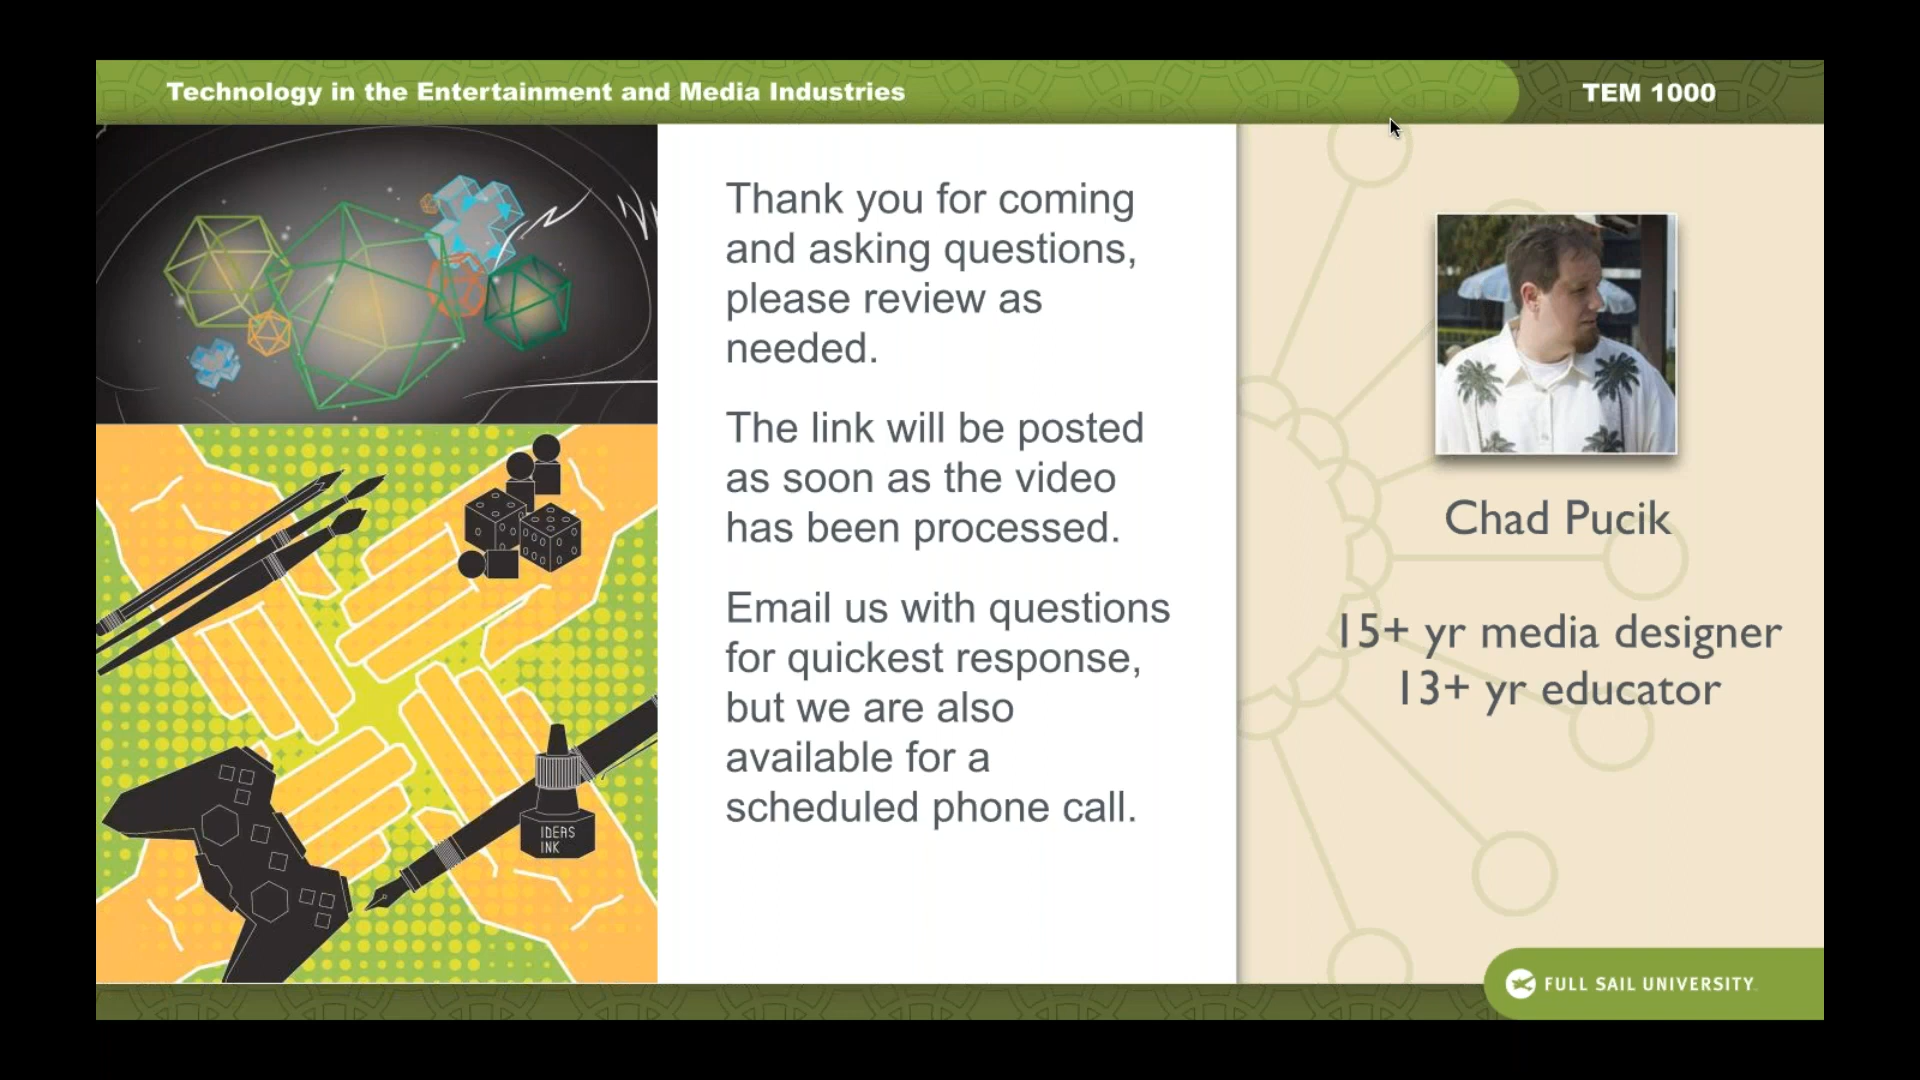 Technology in the Entertainment and Media Industries
TEM 1000
Thank you for coming
and asking questions,
please review as
needed.
The link will be posted
as soon as the video
has been processed.
Email us with questions
for quickest response,
but we are also
available for a
scheduled phone call.
IDEAS
INK
Chad Pucik
15+ yr media designer
13+ yr educator
FULL SAIL UNIVERSITY